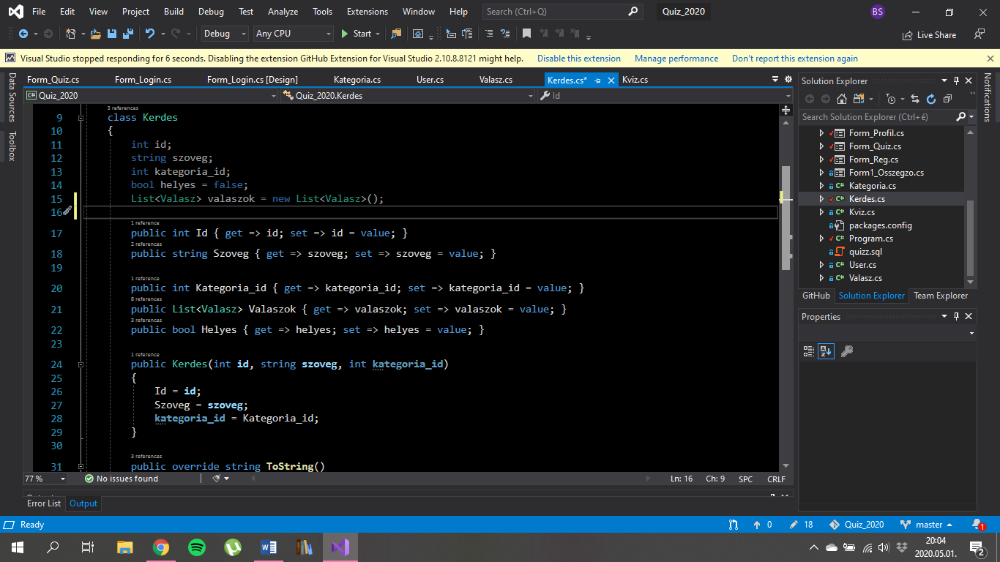 File Edit View Project Build Debug Test Analyze Tools Extensions Window Help Search (Ctrl+Q) Quiz_2020 BS
Debug Any CPU Start Live Share
Visual Studio stopped responding for 6 seconds. Disabling the extension GitHub Extension for Visual Studio 2.10.8.8121 might help. Disable this extension Manage performance Don't report this extension again
Data Sources
Toolbox
Form_Quiz.cs Form_Login.cs Form_Login.cs [Design] Kategoria.cs User.cs Valasz.cs Kerdes.cs* Kviz.cs
Quiz_2020 Quiz_2020.Kerdes Id
5 references
9 class Kerdes
10 {
11 int id;
12 string szoveg;
13 int kategoria_id;
14 bool helyes = false;
15 List<Valasz> valaszok = new List<Valasz>();
16
1 reference
17 public int Id { get => id; set => id = value; }
2 references
18 public string Szoveg { get => szoveg; set => szoveg = value; }
19
1 reference
20 public int Kategoria_id { get => kategoria_id; set => kategoria_id = value; }
8 references
21 public List<Valasz> Valaszok { get => valaszok; set => valaszok = value; }
3 references
22 public bool Helyes { get => helyes; set => helyes = value; }
23
1 reference
24 public Kerdes(int id, string szoveg, int kategoria_id)
25 {
26 Id = id;
27 Szoveg = szoveg;
28 kategoria_id = Kategoria_id;
29 }
30
3 references
31 public override string ToString()
77 % No issues found Ln: 16 Ch: 9 SPC CRLF
Error List Output
Solution Explorer
Search Solution Explorer (Ctrl+é)
Form_Profil.cs
Form_Quiz.cs
Form_Reg.cs
Form1_Osszegzo.cs
Kategoria.cs
Kerdes.cs
Kviz.cs
packages.config
Program.cs
quizz.sql
User.cs
Valasz.cs
GitHub Solution Explorer Team Explorer
Properties
Notifications
Ready 0 18 Quiz_2020 master 1
20:04
2020.05.01.
2